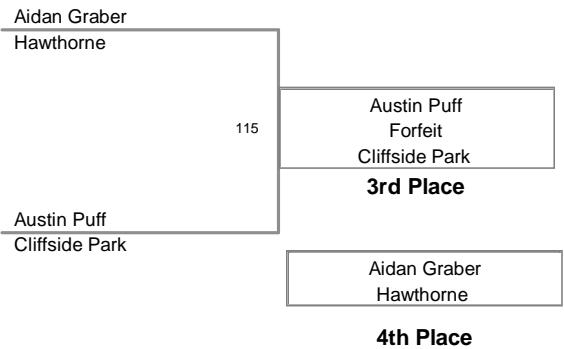 Aidan Graber
Hawthorne
115
Austin Puff
Forfeit
Cliffside Park
3rd Place
Austin Puff
Cliffside Park
Aidan Graber
Hawthorne
4th Place